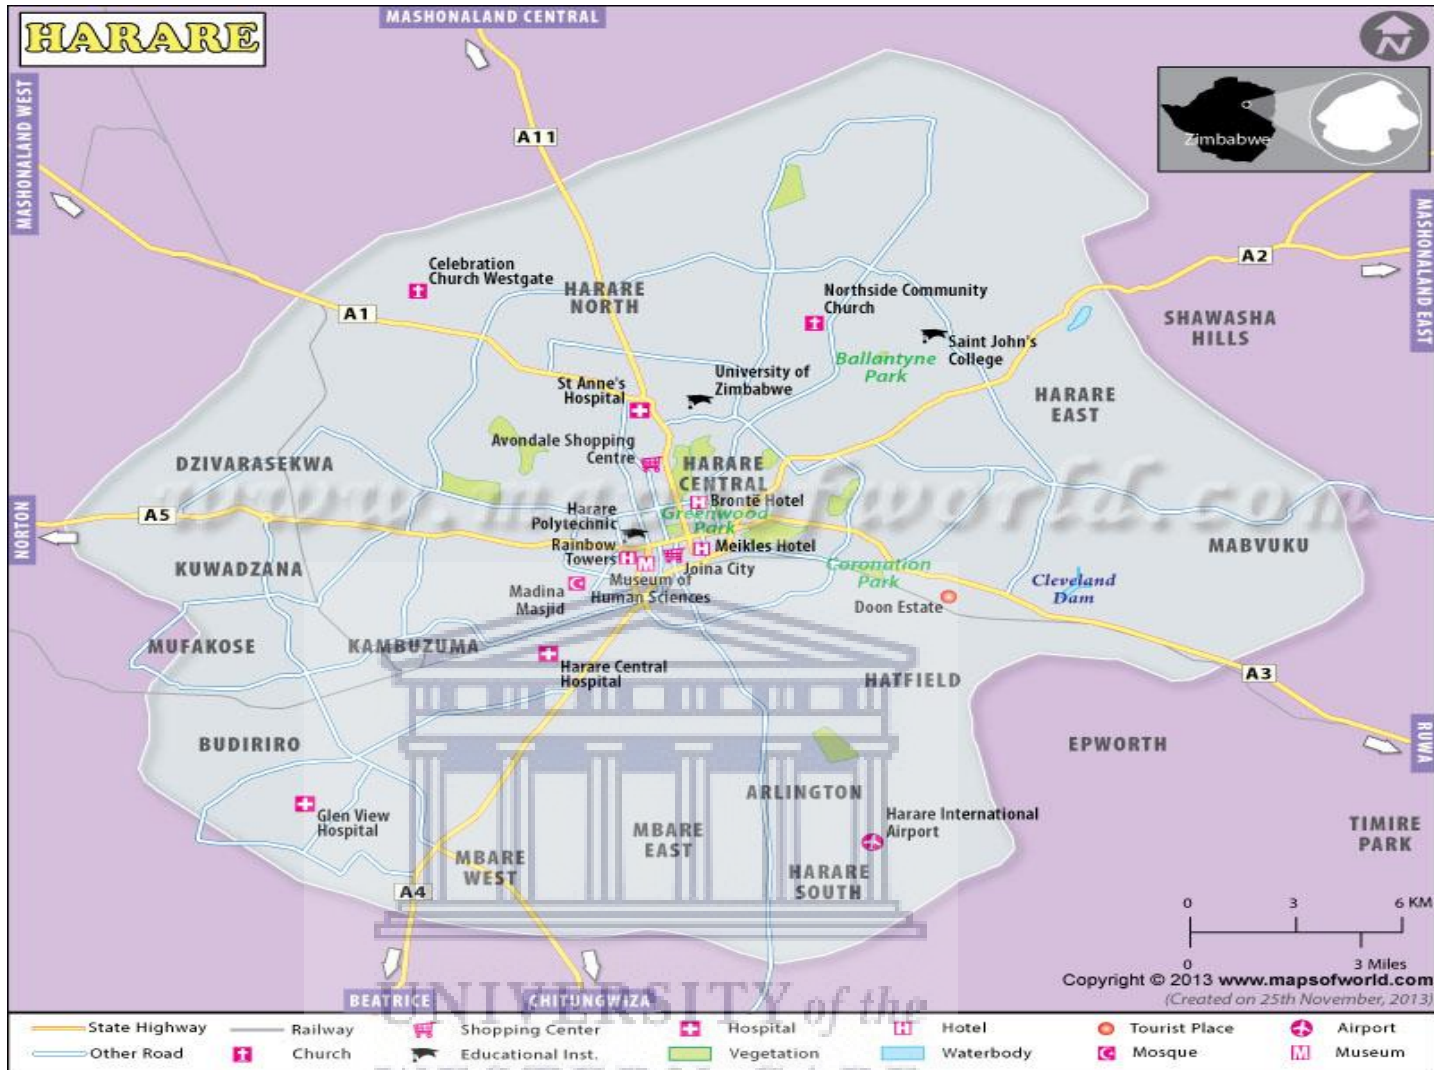 HARARE
MASHONALAND CENTRAL
N
MASHONALAND WEST
A11
Zimbabwe
MASHONALAND EAST
A2
Celebration
Church Westgate
HARARE
NORTH
Northside Community
Church
SHAWASHA
HILLS
A1
Saint John's
College
Ballantyne
Park
University of
Zimbabwe
St Anne's
Hospital
HARARE
EAST
Avondale Shopping
Centre
DZIVARASEKWA
HARARE
CENTRAL
www.mapsofworld.com
Bronte Hotel
Greenwood
Park
A5
NORTON
Harare
Polytechnic
Rainbow
Towers
Meikles Hotel
MABVUKU
KUWADZANA
Joina City
Museum of
Human Sciences
Madina
Masjid
Coronation
Park
Cleveland
Dam
Doon Estate
MUFAKOSE
KAMBUZUMA
Harare Central
Hospital
HATFIELD
A3
BUDIRIRO
EPWORTH
RUWA
ARLINGTON
Glen View
Hospital
Harare International
Airport
MBARE
EAST
MBARE
WEST
TIMIRE
PARK
HARARE
SOUTH
A4
0 3 6 KM
0 3 Miles
Copyright © 2013 www.mapsofworld.com
(Created on 25th November, 2013)
BEATRICE
CHITUNGWIZA
UNIVERSITY of the
State Highway Railway Shopping Center Hospital Hotel Tourist Place Airport
Other Road Church Educational Inst. Vegetation Waterbody Mosque Museum
WESTERN CAPE